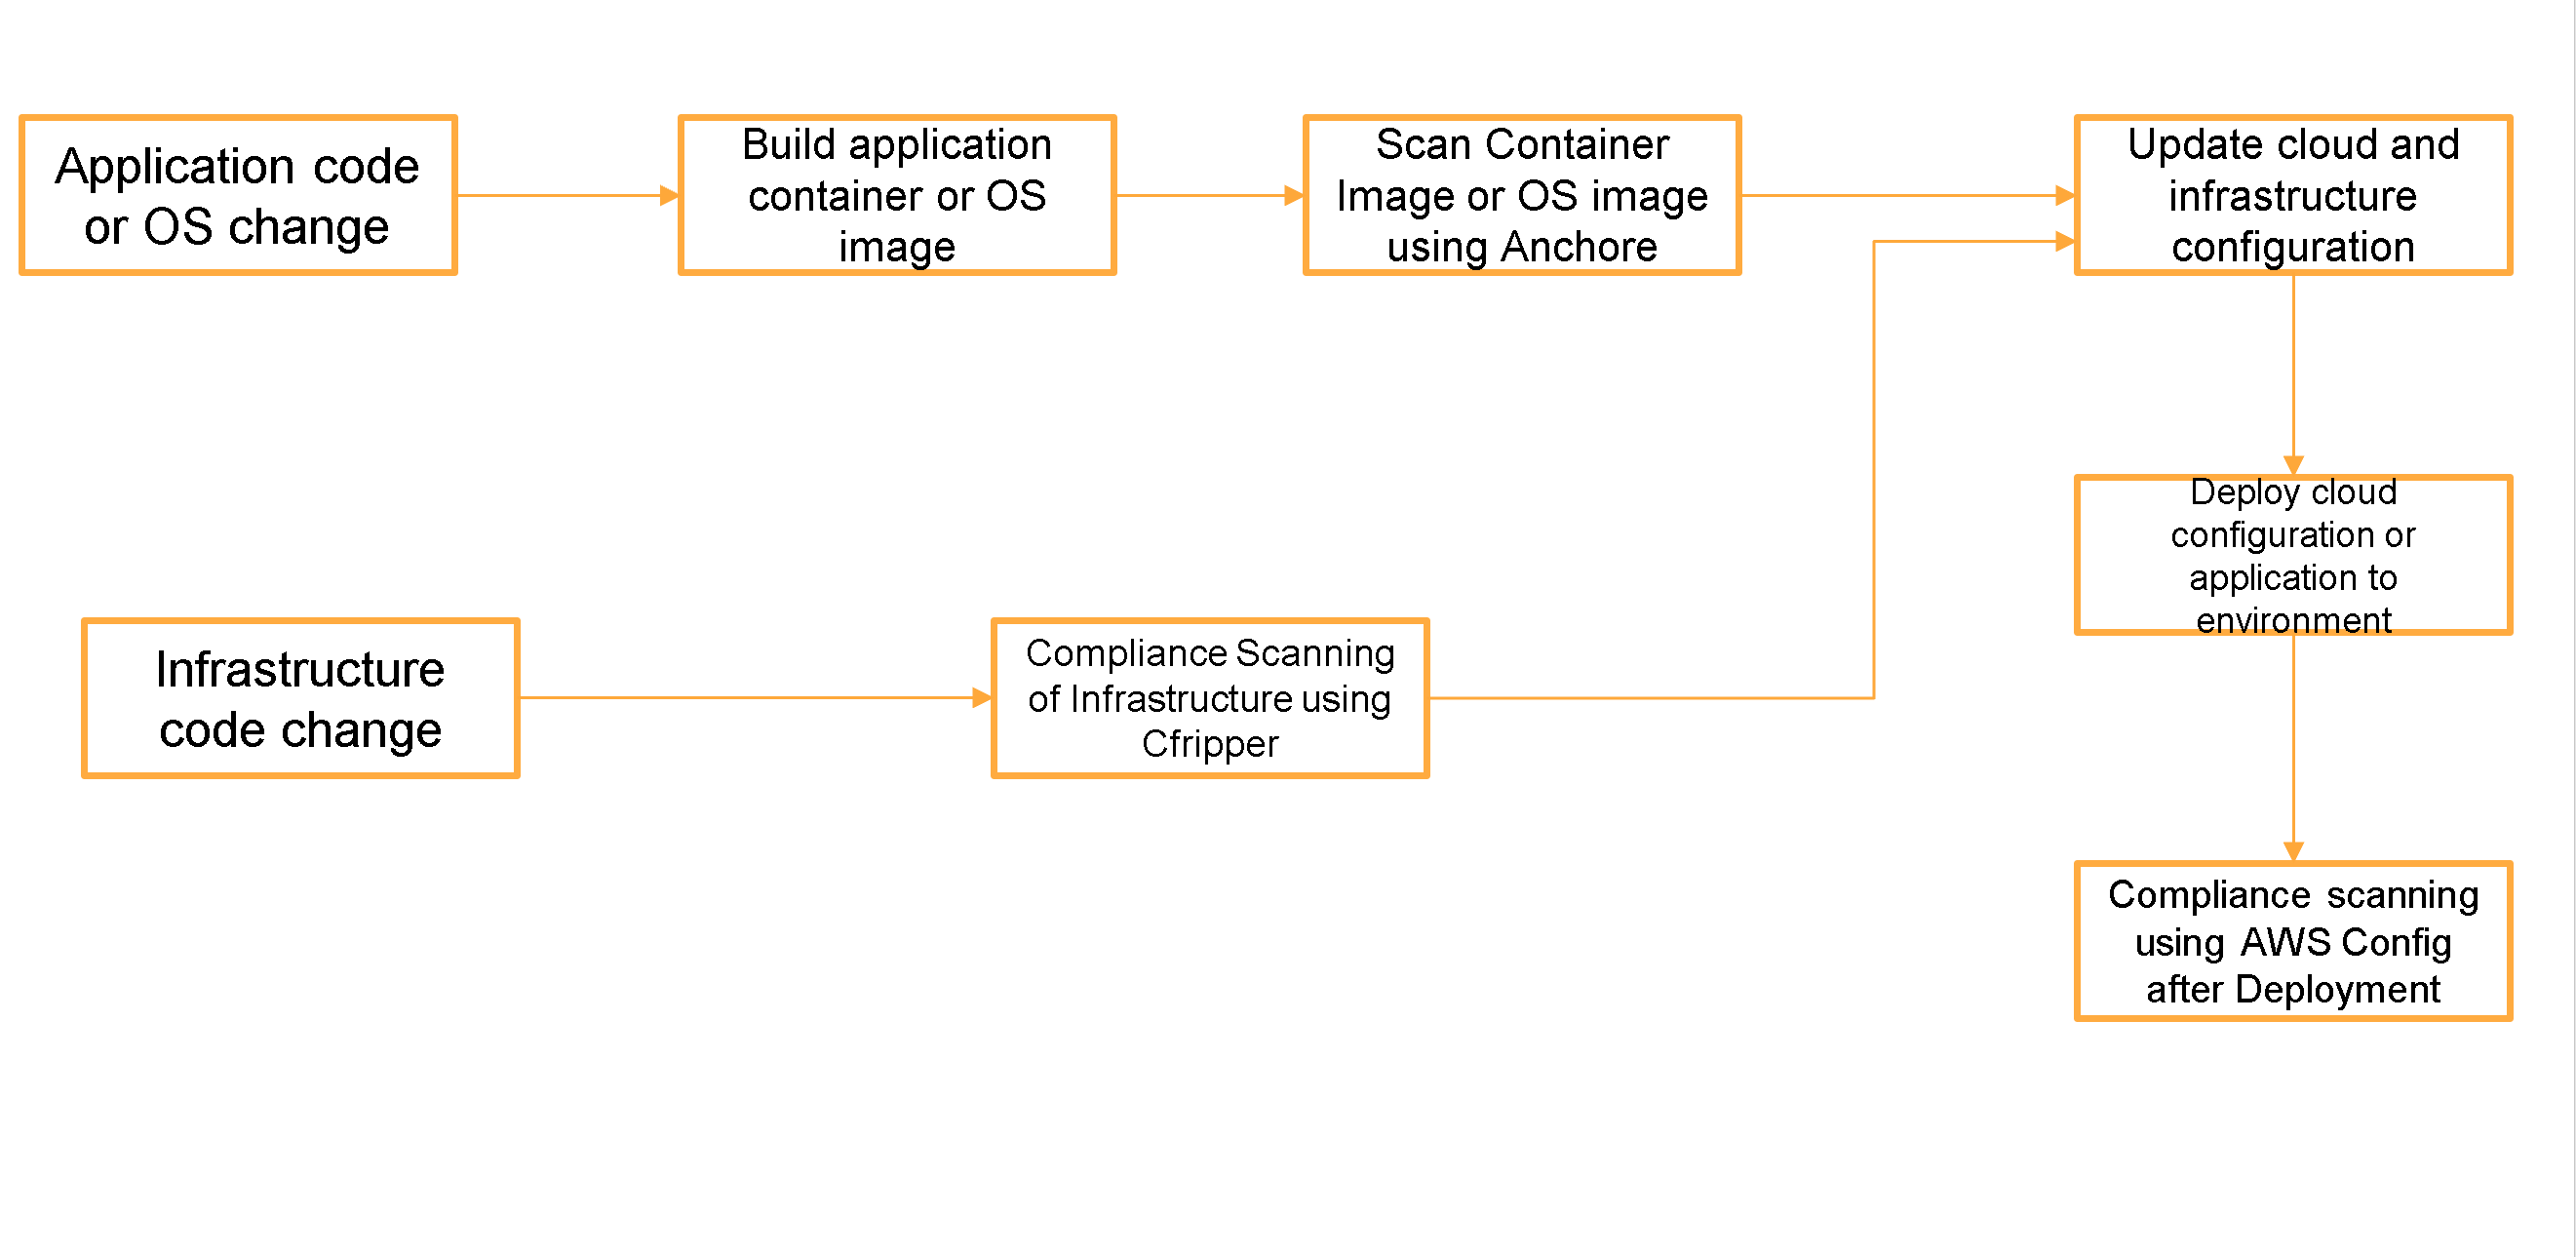 Application code
or OS change
Build application
container or OS
image
Scan Container
Image or OS image
using Anchore
Update cloud and
infrastructure
configuration
Deploy cloud
configuration or
application to
environment
Infrastructure
code change
Compliance Scanning
of Infrastructure using
Cfripper
Compliance scanning
using AWS Config
after Deployment